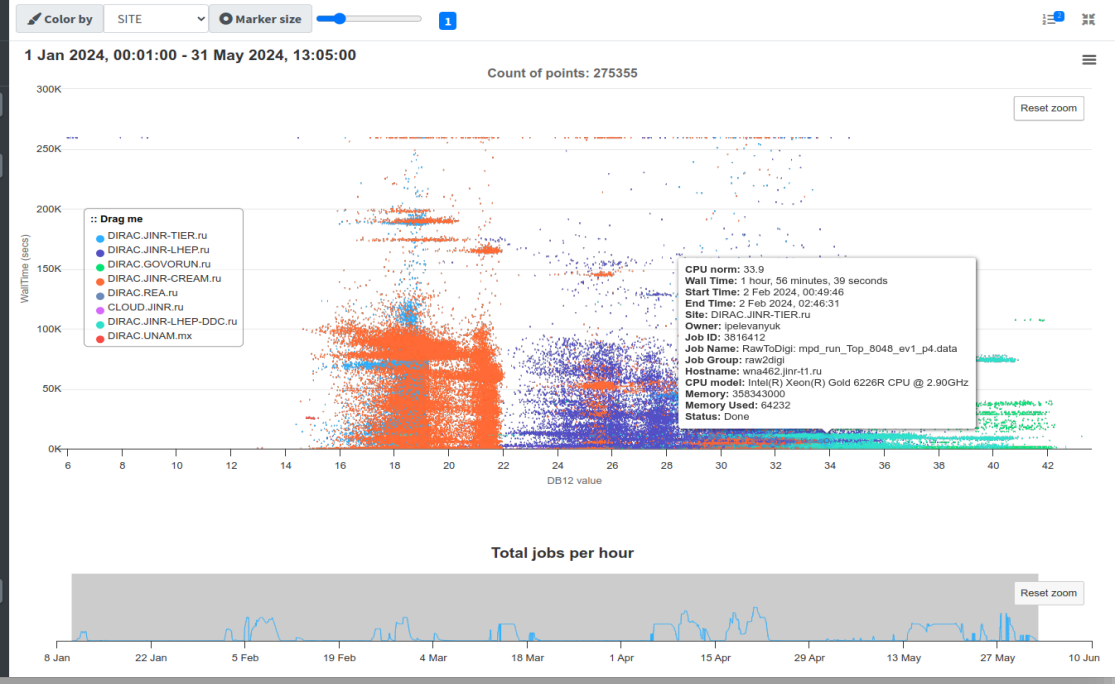 Color by SITE Marker size 1 2
1 Jan 2024, 00:01:00 - 31 May 2024, 13:05:00
Count of points: 275355
Reset zoom
300K
250K
200K
150K
100K
50K
0K
WallTime (secs)
:: Drag me
DIRAC.JINR-TIER.ru
DIRAC.JINR-LHEP.ru
DIRAC.GOVORUN.ru
DIRAC.JINR-CREAM.ru
DIRAC.REA.ru
CLOUD.JINR.ru
DIRAC.JINR-LHEP-DDC.ru
DIRAC.UNAM.mx
CPU norm: 33.9
Wall Time: 1 hour, 56 minutes, 39 seconds
Start Time: 2 Feb 2024, 00:49:46
End Time: 2 Feb 2024, 02:46:31
Site: DIRAC.JINR-TIER.ru
Owner: ipelevanyuk
Job ID: 3816412
Job Name: RawToDigi: mpd_run_Top_8048_ev1_p4.data
Job Group: raw2digi
Hostname: wna462.jinr-t1.ru
CPU model: Intel(R) Xeon(R) Gold 6226R CPU @ 2.90GHz
Memory: 358343000
Memory Used: 64232
Status: Done
6 8 10 12 14 16 18 20 22 24 26 28 30 32 34 36 38 40 42
DB12 value
Total jobs per hour
Reset zoom
8 Jan 22 Jan 5 Feb 19 Feb 4 Mar 18 Mar 1 Apr 15 Apr 29 Apr 13 May 27 May 10 Jun